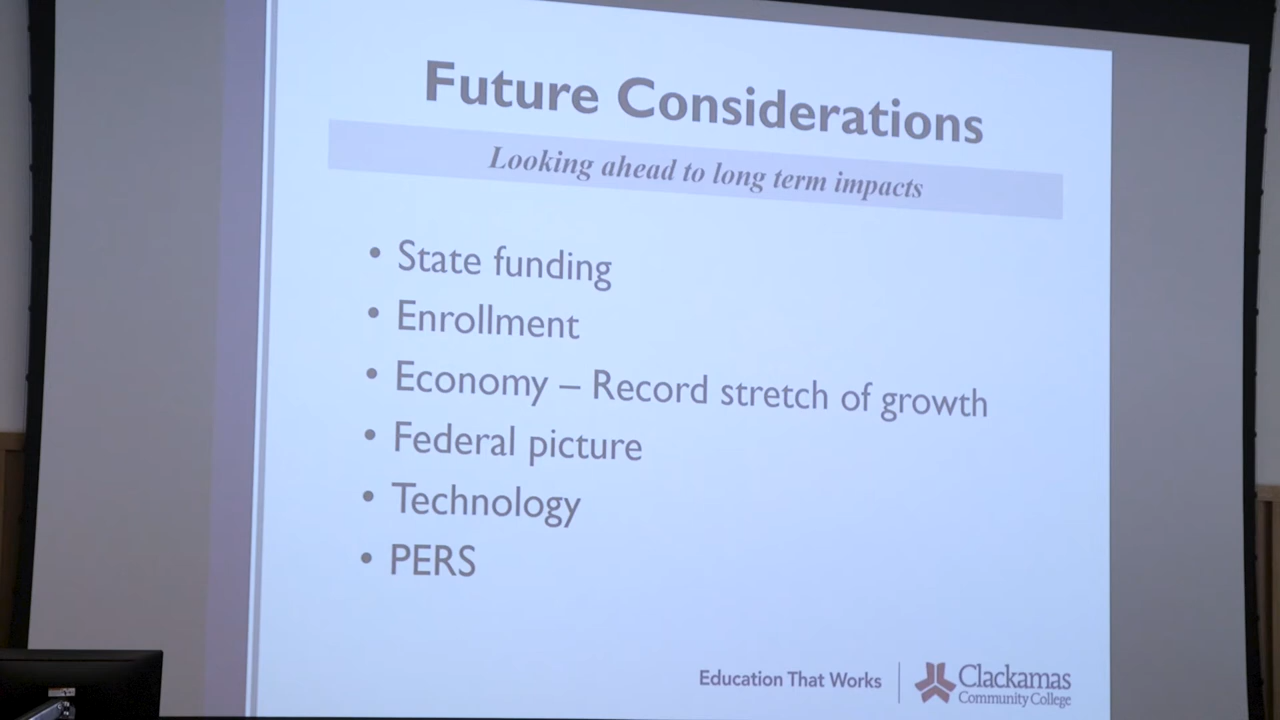 Future Considerations
Looking ahead to long term impacts
• State funding
• Enrollment
• Economy – Record stretch of growth
• Federal picture
• Technology
• PERS
Education That Works
Clackamas
Community College